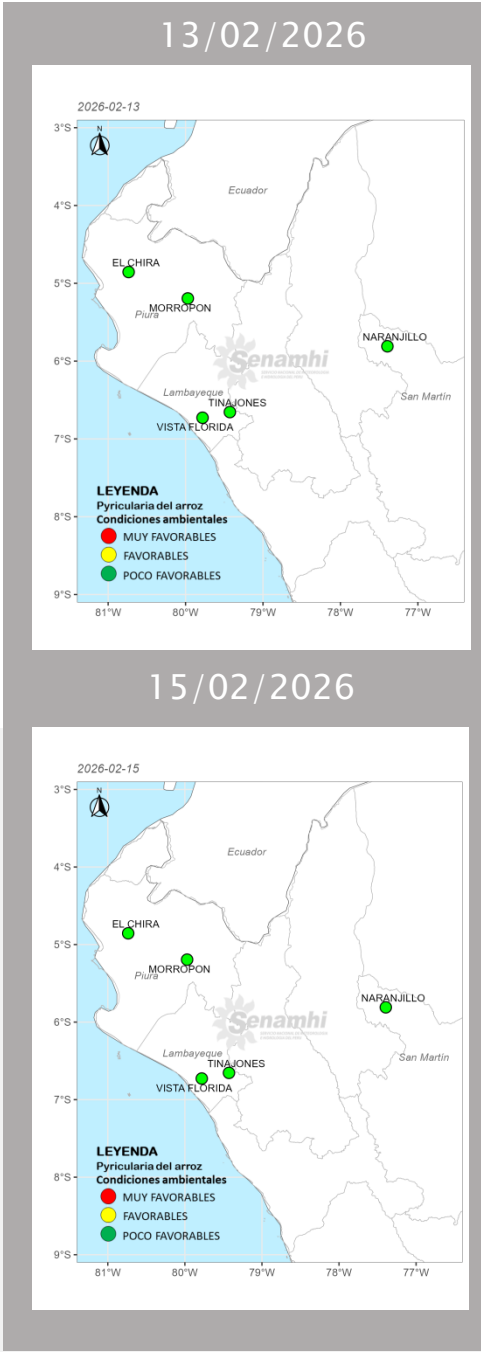 13/02/2026
2026-02-13
3°S
N
Ecuador
4°S
EL CHIRA
5°S
MORROPON
Piura
NARANJILLO
6°S
Senamhi
Lambayeque
San Martín
TINAJONES
VISTA FLORIDA
7°S
LEYENDA
Pyricularia del arroz
Condiciones ambientales
8°S
MUY FAVORABLES
FAVORABLES
POCO FAVORABLES
9°S
81°W 80°W 79°W 78°W 77°W
15/02/2026
2026-02-15
3°S
N
Ecuador
4°S
EL CHIRA
5°S
MORROPON
Piura
NARANJILLO
6°S
Senamhi
Lambayeque
San Martín
TINAJONES
VISTA FLORIDA
7°S
LEYENDA
Pyricularia del arroz
Condiciones ambientales
8°S
MUY FAVORABLES
FAVORABLES
POCO FAVORABLES
9°S
81°W 80°W 79°W 78°W 77°W